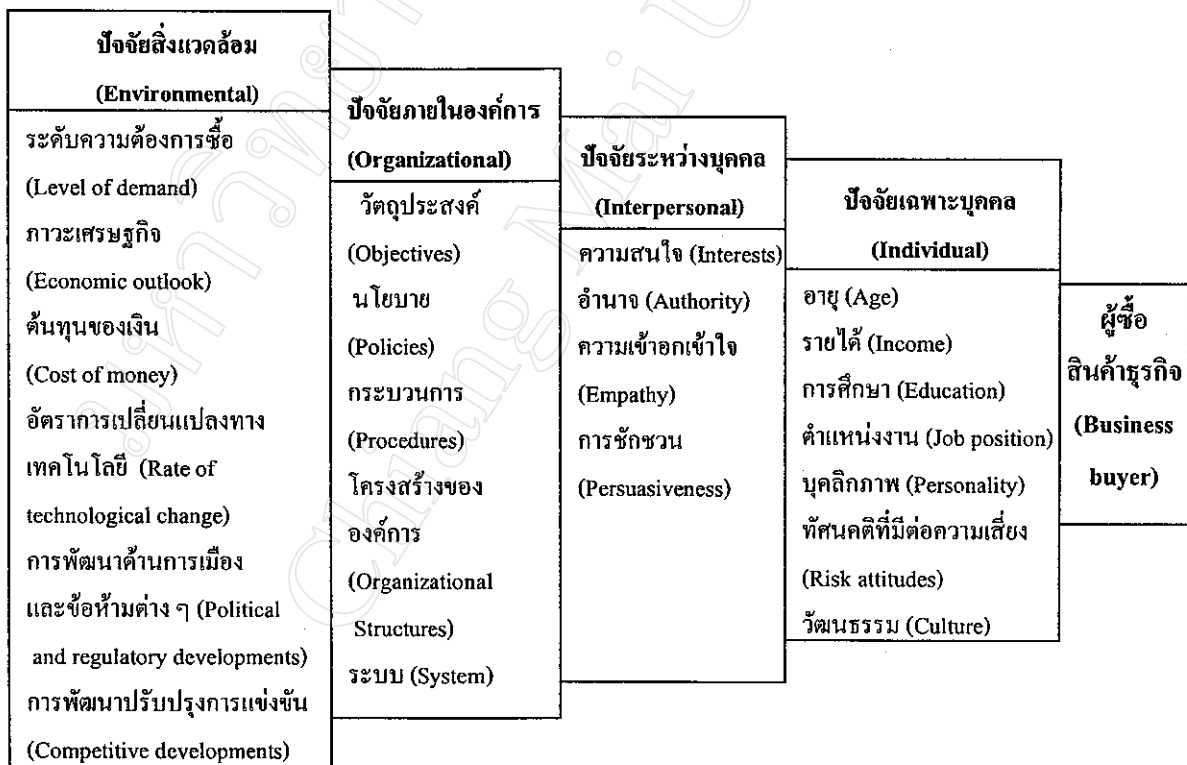 ปัจจัยสิ่งแวดล้อม
(Environmental)
ระดับความต้องการซื้อ
(Level of demand)
ภาวะเศรษฐกิจ
(Economic outlook)
ต้นทุนของเงิน
(Cost of money)
อัตราการเปลี่ยนแปลงทาง
เทคโนโลยี (Rate of
technological change)
การพัฒนาด้านการเมือง
และข้อห้ามต่าง ๆ (Political
and regulatory developments)
การพัฒนาปรับปรุงการแข่งขัน
(Competitive developments)
ปัจจัยภายในองค์การ
(Organizational)
วัตถุประสงค์
(Objectives)
นโยบาย
(Policies)
กระบวนการ
(Procedures)
โครงสร้างของ
องค์การ
(Organizational
Structures)
ระบบ (System)
ปัจจัยระหว่างบุคคล
(Interpersonal)
ความสนใจ (Interests)
อำนาจ (Authority)
ความเข้าอกเข้าใจ
(Empathy)
การชักชวน
(Persuasiveness)
ปัจจัยเฉพาะบุคคล
(Individual)
อายุ (Age)
รายได้ (Income)
การศึกษา (Education)
ตำแหน่งงาน (Job position)
บุคลิกภาพ (Personality)
ทัศนคติที่มีต่อความเสี่ยง
(Risk attitudes)
วัฒนธรรม (Culture)
ผู้ซื้อ
สินค้าธุรกิจ
(Business
buyer)
Chiang Mai U